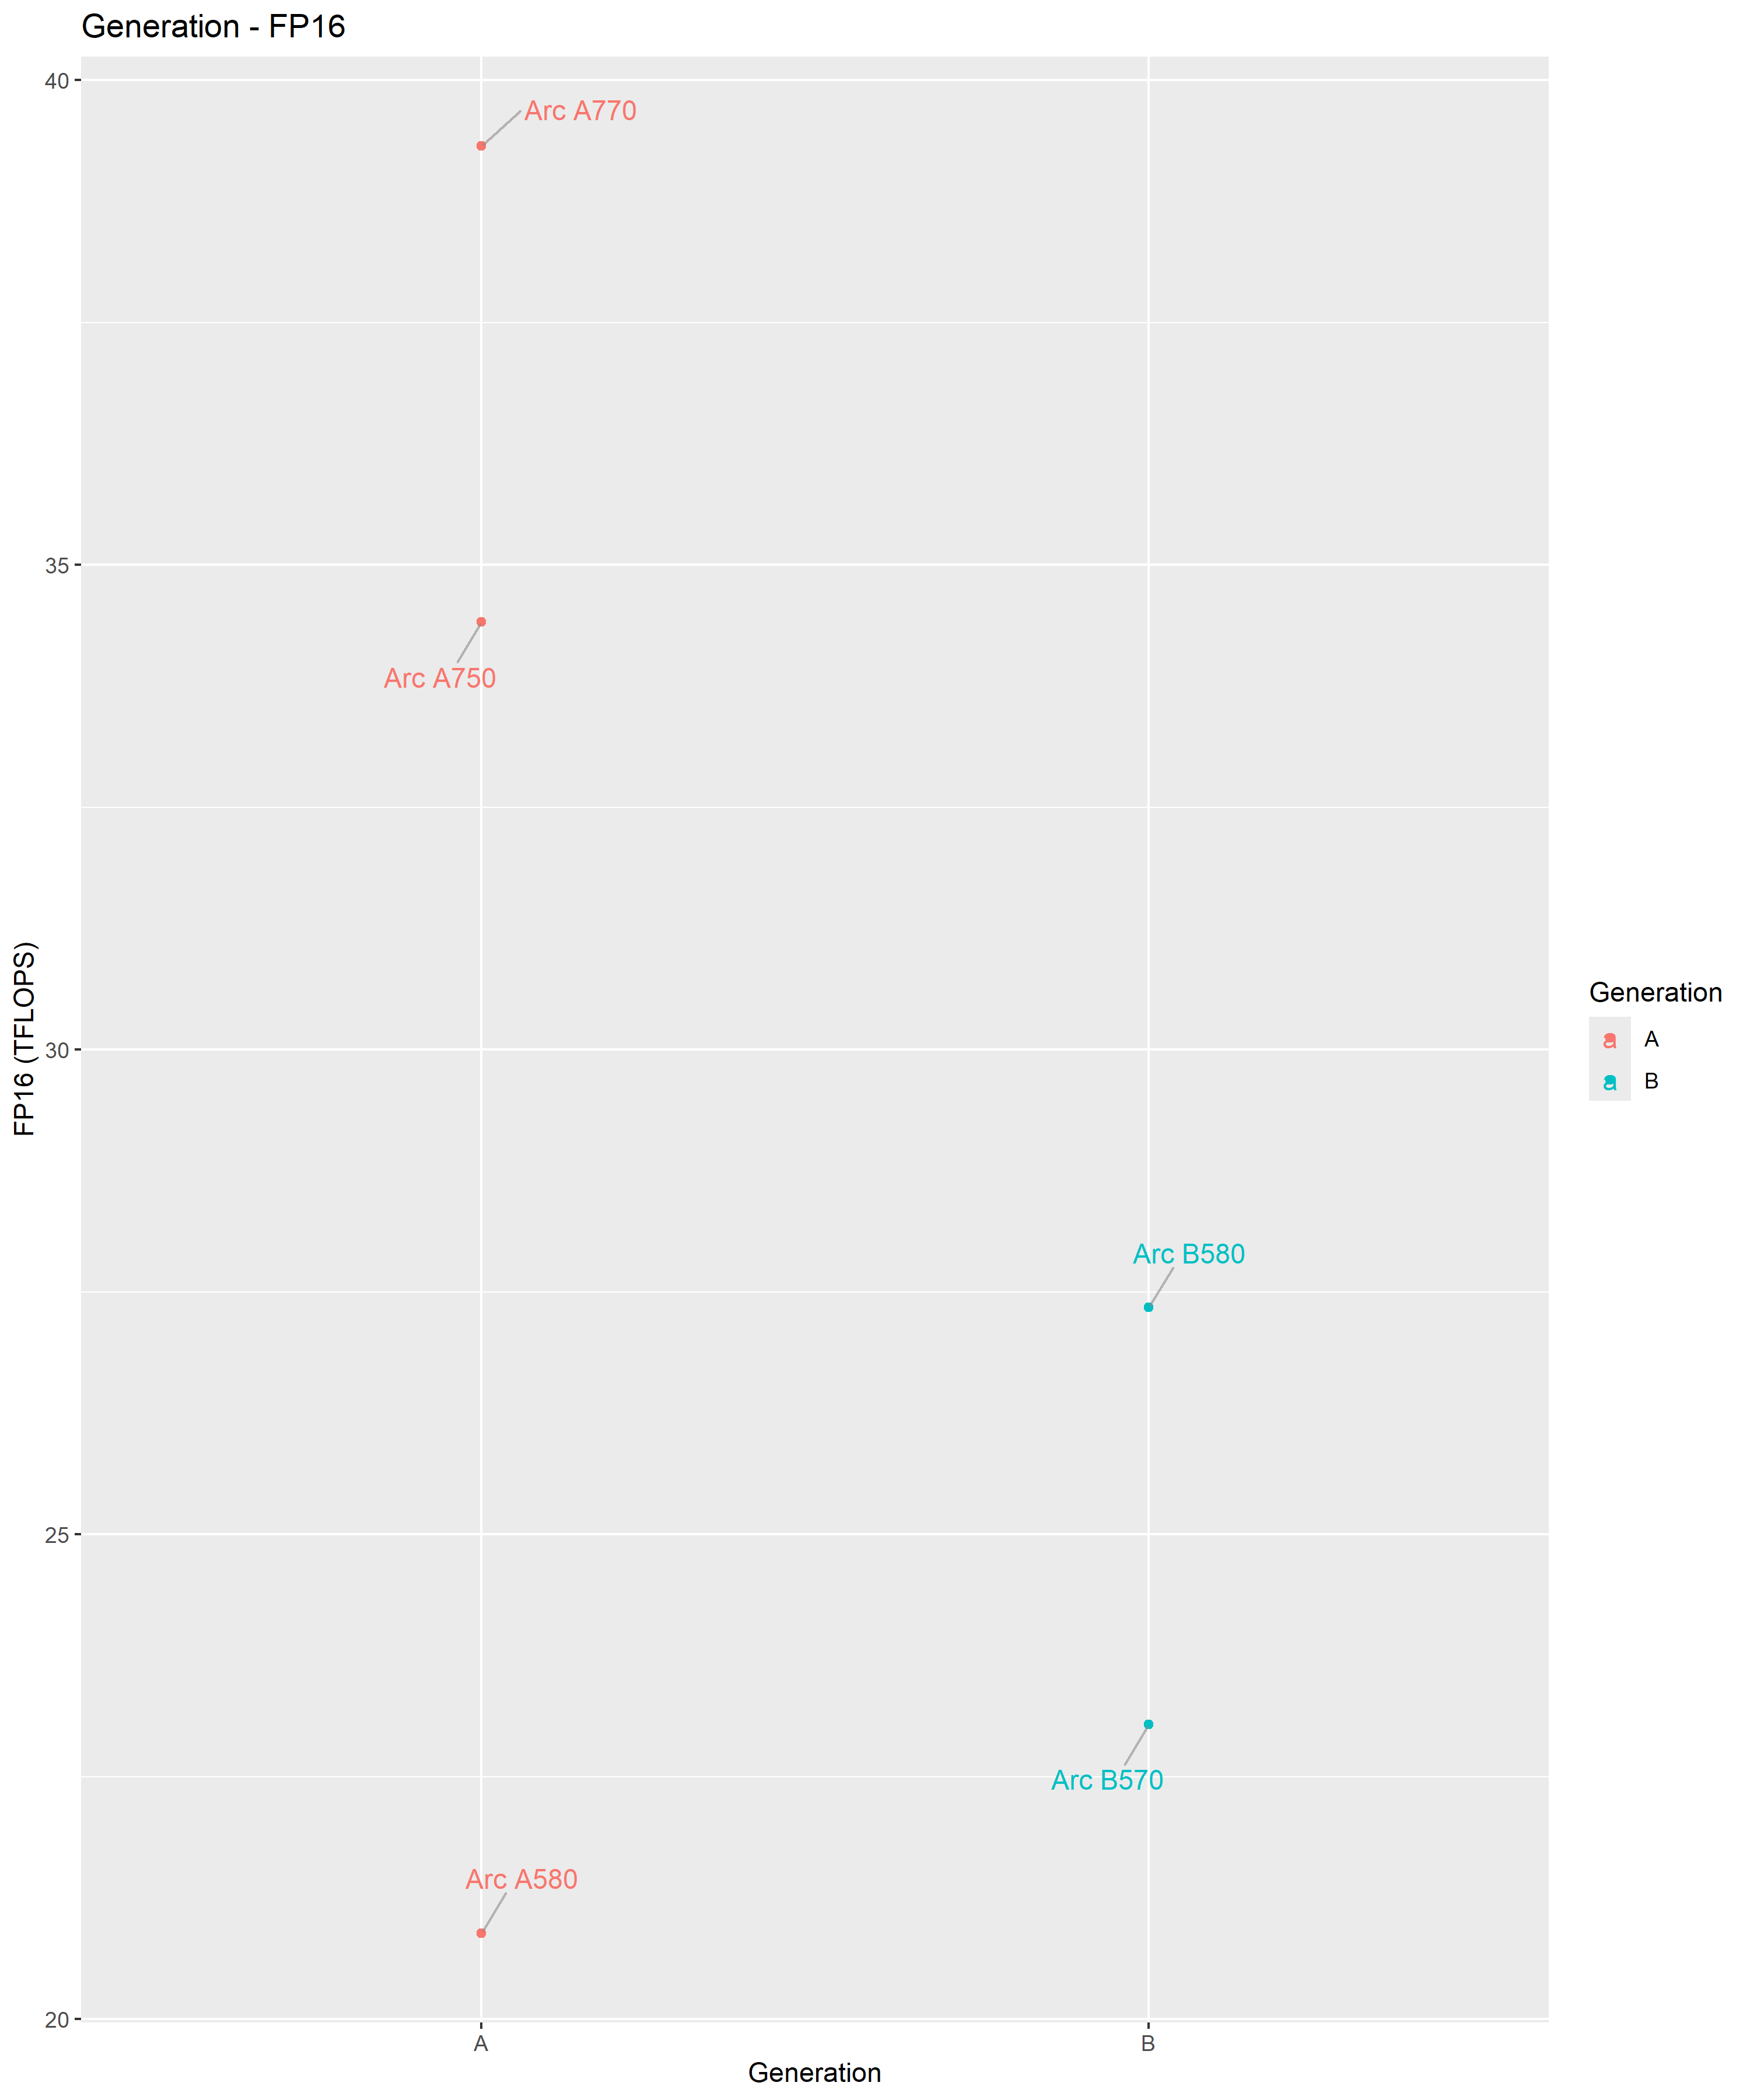 Generation - FP16
40
Arc A770
35
Arc A750
FP16 (TFLOPS)
30
Generation
a A
a B
Arc B580
25
Arc B570
Arc A580
20
A
B
Generation